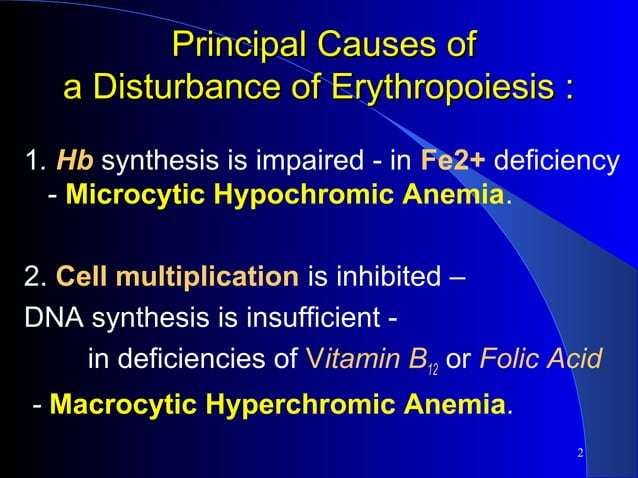 Principal Causes of
a Disturbance of Erythropoiesis :
1. Hb synthesis is impaired - in Fe2+ deficiency
- Microcytic Hypochromic Anemia.
2. Cell multiplication is inhibited –
DNA synthesis is insufficient -
in deficiencies of Vitamin B12 or Folic Acid
- Macrocytic Hyperchromic Anemia.
2